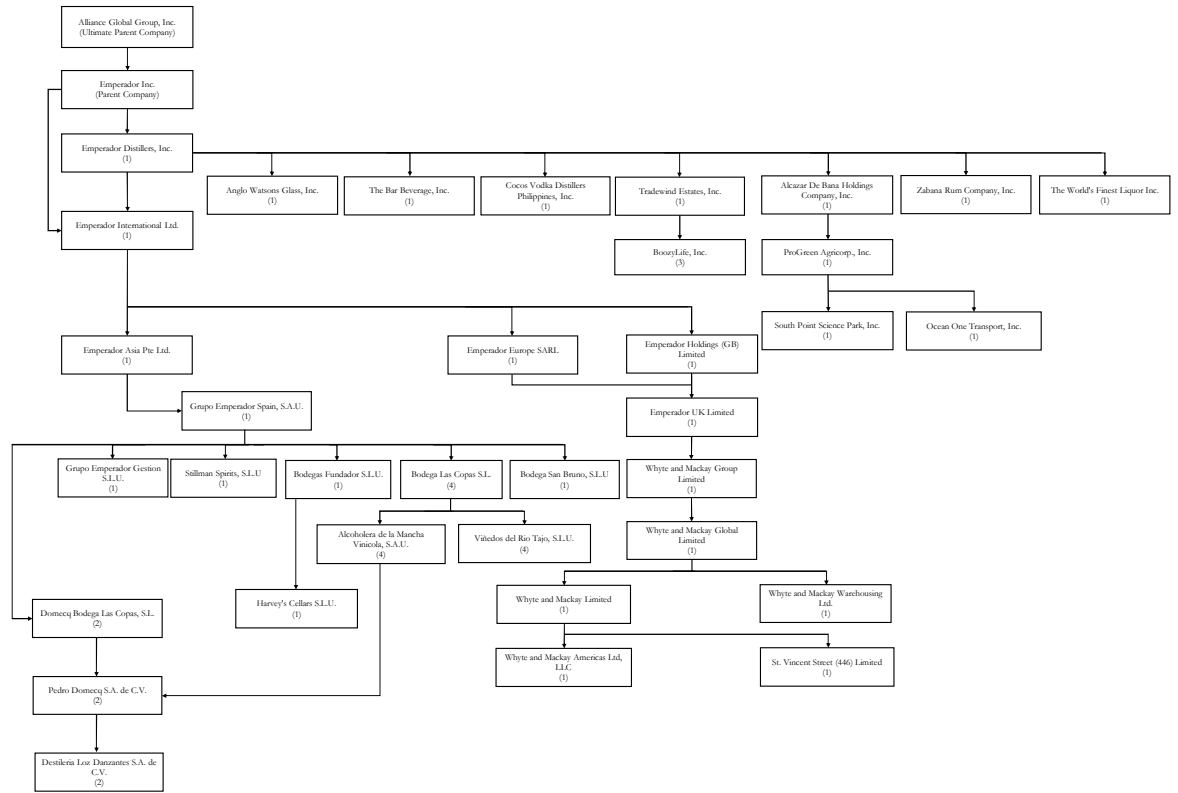 Alliance Global Group, Inc.
(Ultimate Parent Company)
Emperador Inc.
(Parent Company)
Emperador Distillers, Inc.
(1)
Anglo Watsons Glass, Inc.
(1)
The Bar Beverage, Inc.
(1)
Cocos Vodka Distillers
Philippines, Inc.
(1)
Tradewind Estates, Inc.
(1)
Alcazar De Bana Holdings
Company, Inc.
(1)
Zabana Rum Company, Inc.
(1)
The World's Finest Liquor Inc.
(1)
Emperador International Ltd.
(1)
BoozyLife, Inc.
(3)
ProGreen Agricorp., Inc.
(1)
South Point Science Park, Inc.
(1)
Ocean One Transport, Inc.
(1)
Emperador Asia Pte Ltd.
(1)
Emperador Europe SARL
(1)
Emperador Holdings (GB)
Limited
(1)
Grupo Emperador Spain, S.A.U.
(1)
Emperador UK Limited
(1)
Grupo Emperador Gestion
S.L.U.
(1)
Stillman Spirits, S.L.U
(1)
Bodegas Fundador S.L.U.
(1)
Bodega Las Copas S.L.
(4)
Bodega San Bruno, S.L.U
(1)
Whyte and Mackay Group
Limited
(1)
Alcoholera de la Mancha
Vinicola, S.A.U.
(4)
Viñedos del Rio Tajo, S.L.U.
(4)
Whyte and Mackay Global
Limited
(1)
Harvey's Cellars S.L.U.
(1)
Whyte and Mackay Limited
(1)
Whyte and Mackay Warehousing
Ltd.
(1)
Domecq Bodega Las Copas, S.L.
(2)
Whyte and Mackay Americas Ltd,
LLC
(1)
St. Vincent Street (446) Limited
(1)
Pedro Domecq S.A. de C.V.
(2)
Destileria Loz Danzantes S.A. de
C.V.
(2)